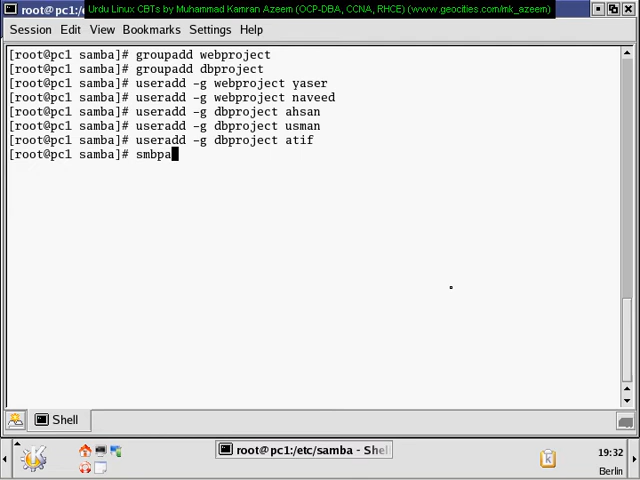 root@pc1:/e
Urdu Linux CBTs by Muhammad Kamran Azeem (OCP-DBA, CCNA, RHCE) (www.geocities.com/mk_azeem)
Session Edit View Bookmarks Settings Help
[root@pc1 samba]# groupadd webproject
[root@pc1 samba]# groupadd dbproject
[root@pc1 samba]# useradd -g webproject yaser
[root@pc1 samba]# useradd -g webproject naveed
[root@pc1 samba]# useradd -g dbproject ahsan
[root@pc1 samba]# useradd -g dbproject usman
[root@pc1 samba]# useradd -g dbproject atif
[root@pc1 samba]# smbpa
Shell
root@pc1:/etc/samba - Shel
19:32
Berlin